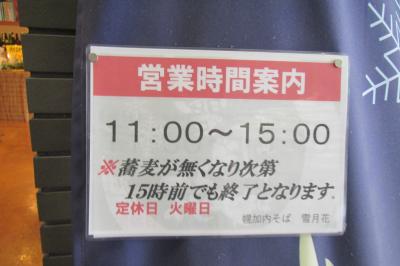 営業時間案内
11:00〜15:00
※蕎麦が無くなり次第
15時前でも終了となります。
定休日 火曜日
幌加内そば 雪月花